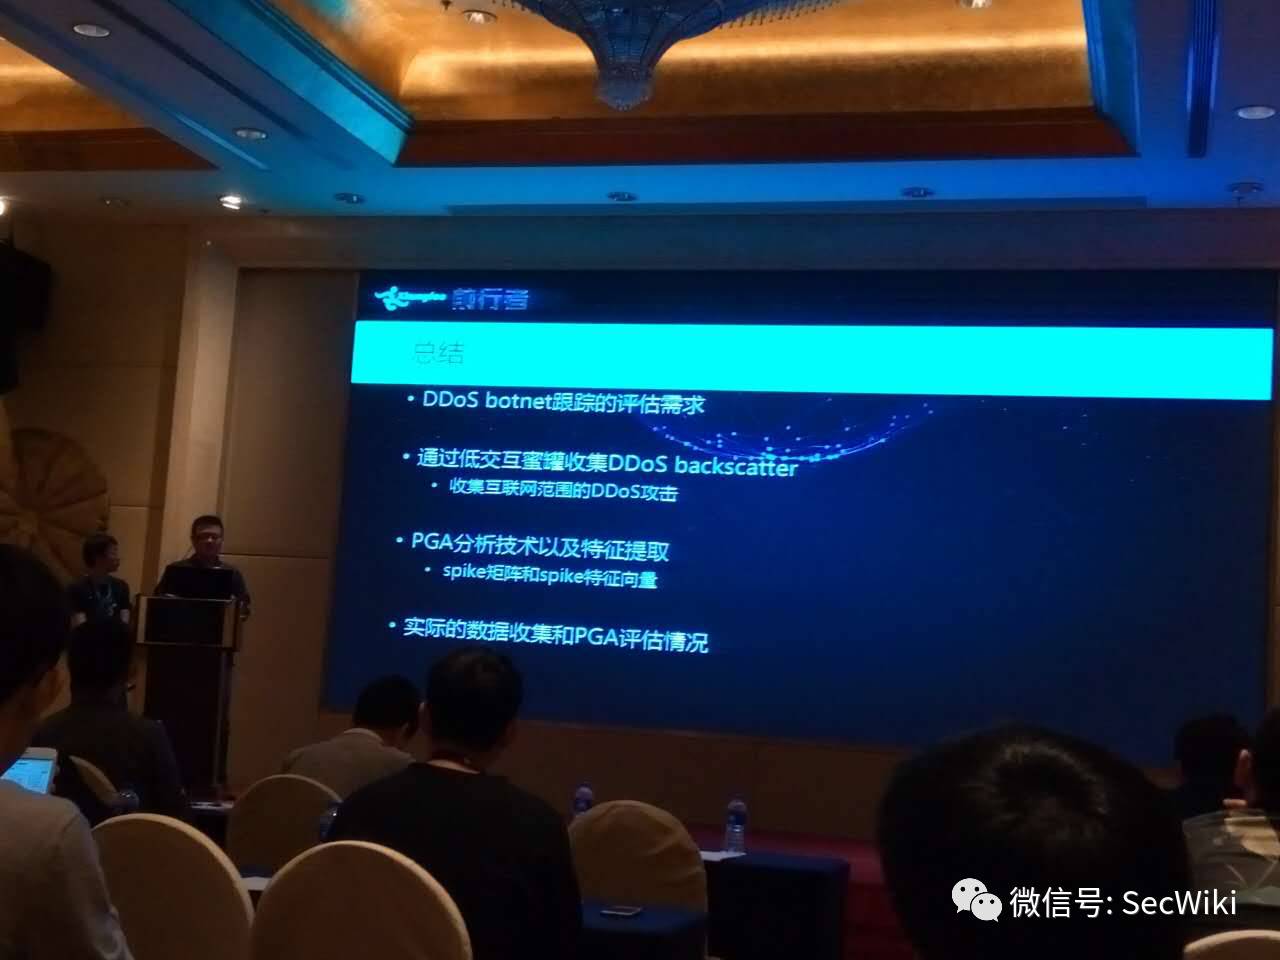 前行者
总结
• DDoS botnet跟踪的评估需求
• 通过低交互蜜罐收集DDoS backscatter
• 收集互联网范围的DDoS攻击
• PGA分析技术以及特征提取
• spike矩阵和spike特征向量
• 实际的数据收集和PGA评估情况
微信号: SecWiki